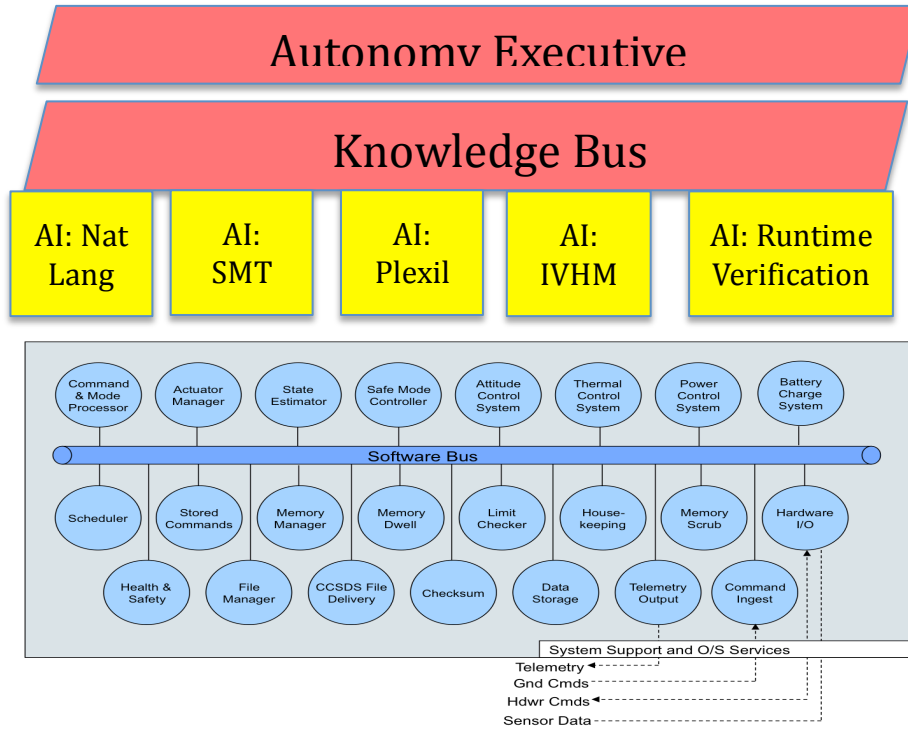 Autonomy Executive
Knowledge Bus
AI: Nat
Lang
AI:
SMT
AI:
Plexil
AI:
IVHM
AI: Runtime
Verification
Command
& Mode
Processor
Actuator
Manager
State
Estimator
Safe Mode
Controller
Attitude
Control
System
Thermal
Control
System
Power
Control
System
Battery
Charge
System
Software Bus
Scheduler
Stored
Commands
Memory
Manager
Memory
Dwell
Limit
Checker
House-
keeping
Memory
Scrub
Hardware
I/O
Health &
Safety
File
Manager
CCSDS File
Delivery
Checksum
Data
Storage
Telemetry
Output
Command
Ingest
System Support and O/S Services
Telemetry
Gnd Cmds
Hdwr Cmds
Sensor Data